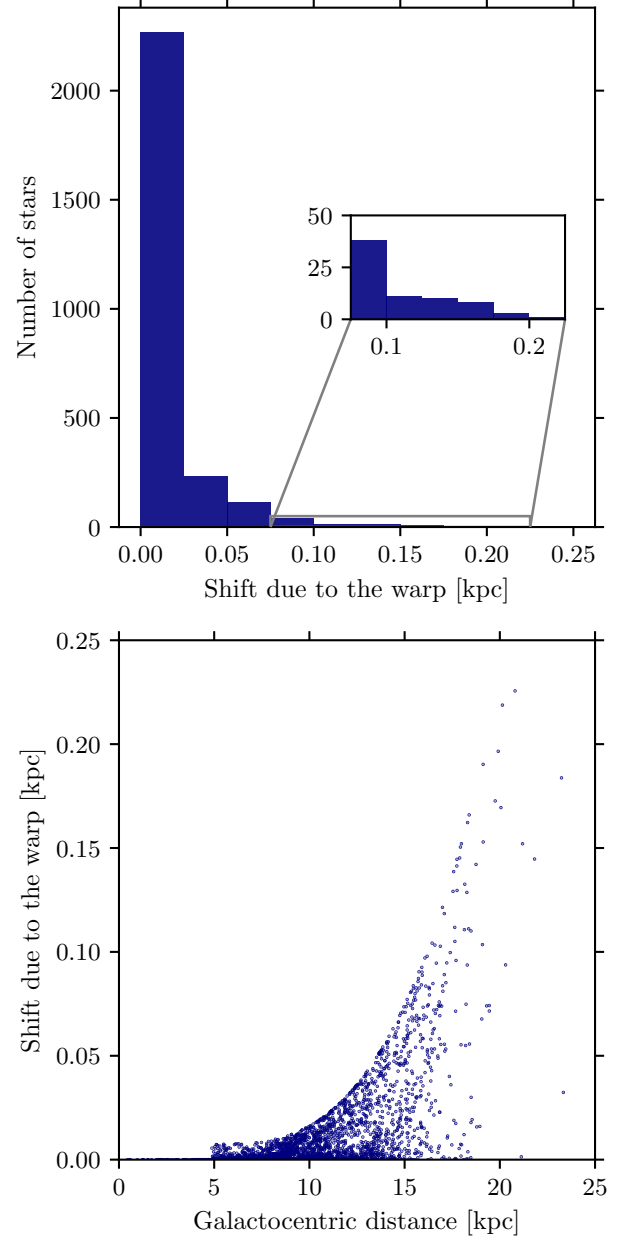 2000
1500
1000
500
0
Number of stars
50
25
0
0.1 0.2
0.00 0.05 0.10 0.15 0.20 0.25
Shift due to the warp [kpc]
0.25
0.20
0.15
0.10
0.05
0.00
Shift due to the warp [kpc]
0 5 10 15 20 25
Galactocentric distance [kpc]